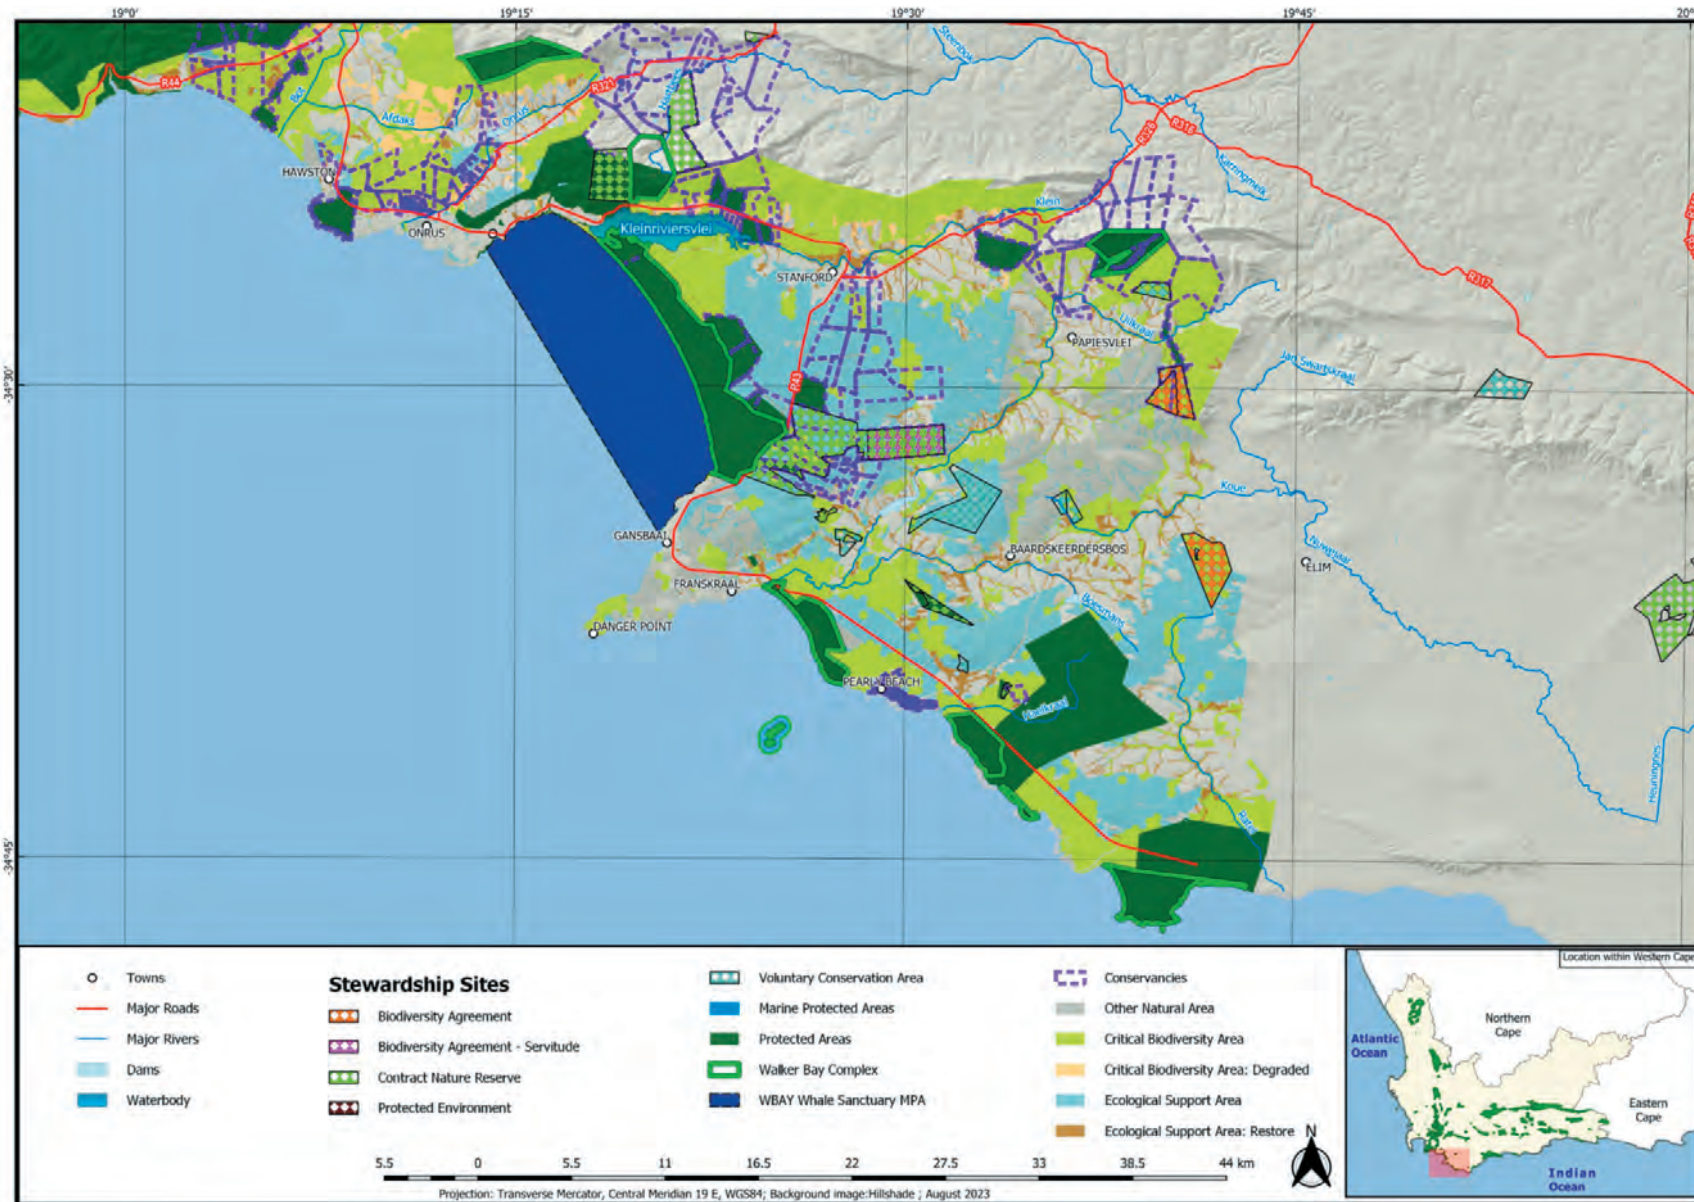 19°0'
19°15'
19°30'
19°45'
20°
-34°30'
-34°45'
R44
Bot
Afdaks
Onrus
R321
Hartbees
Steenbok
R326
R316
Kattringmelk
R317
HAWSTON
ONRUS
Kleinriviersvlei
Klein
STANFORD
Uilkraal
PAPIESVLEI
Jan Swartskraal
R43
Koue
GANSBAAI
BAARDSKEERDERSBOS
Nuwejaar
ELIM
FRANSKRAAL
Boesmans
DANGER POINT
PEARLY BEACH
Haelkraal
Heuningnes
Ratel
Towns
Major Roads
Major Rivers
Dams
Waterbody
Stewardship Sites
Biodiversity Agreement
Biodiversity Agreement - Servitude
Contract Nature Reserve
Protected Environment
Voluntary Conservation Area
Marine Protected Areas
Protected Areas
Walker Bay Complex
WBAY Whale Sanctuary MPA
Conservancies
Other Natural Area
Critical Biodiversity Area
Critical Biodiversity Area: Degraded
Ecological Support Area
Ecological Support Area: Restore
N
5.5 0 5.5 11 16.5 22 27.5 33 38.5 44 km
Projection: Transverse Mercator, Central Meridian 19 E, WGS84; Background image:Hillshade ; August 2023
Location within Western Cape
Northern
Cape
Atlantic
Ocean
Eastern
Cape
Indian
Ocean